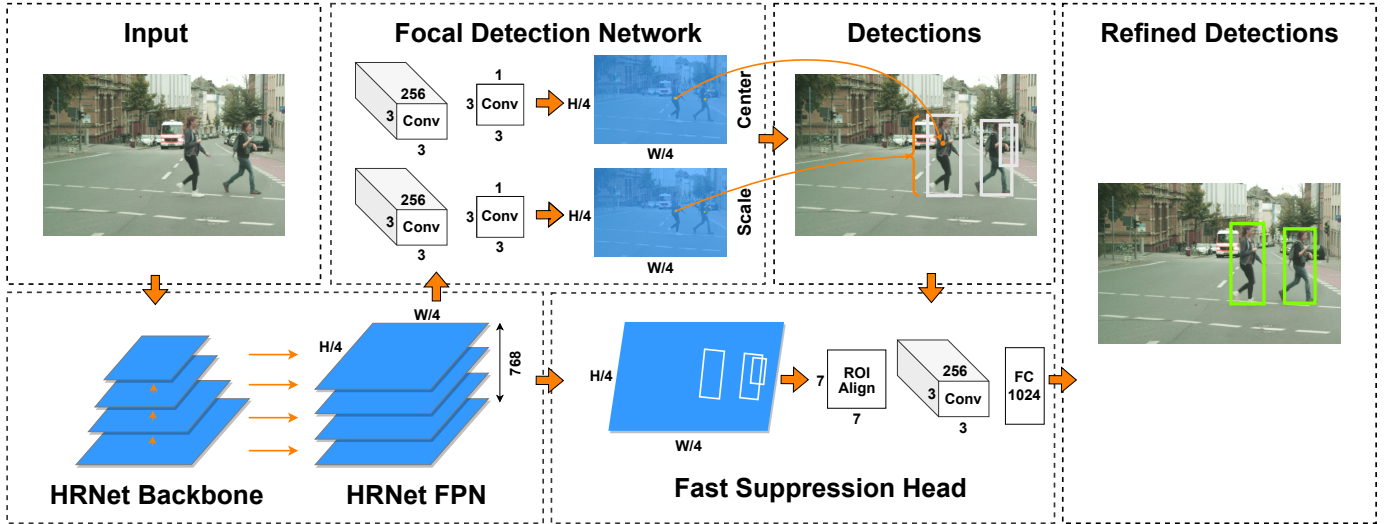 Input
Focal Detection Network
Detections
Refined Detections
256
3
Conv
3
1
3
Conv
3
H/4
W/4
Center
256
3
Conv
3
1
3
Conv
3
H/4
W/4
Scale
W/4
H/4
768
HRNet Backbone
HRNet FPN
H/4
W/4
7
ROI
Align
7
256
3
Conv
3
FC
1024
Fast Suppression Head